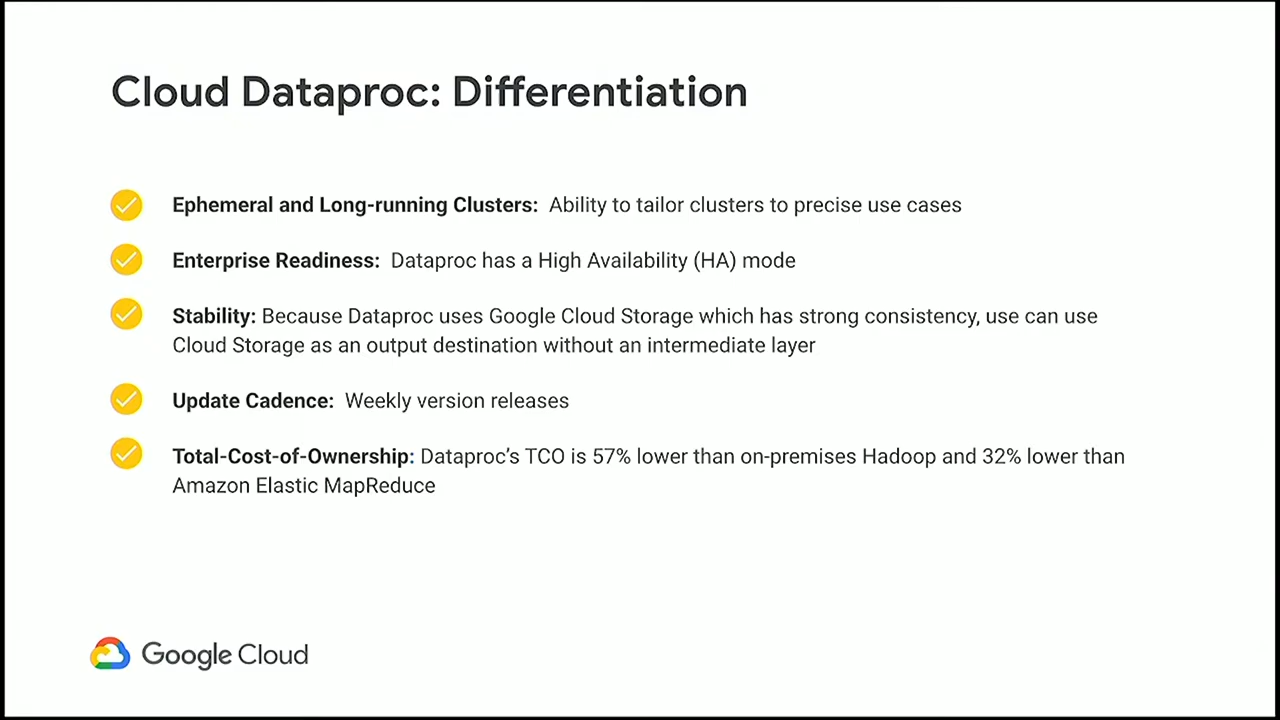 Cloud Dataproc: Differentiation
Ephemeral and Long-running Clusters: Ability to tailor clusters to precise use cases
Enterprise Readiness: Dataproc has a High Availability (HA) mode
Stability: Because Dataproc uses Google Cloud Storage which has strong consistency, use can use
Cloud Storage as an output destination without an intermediate layer
Update Cadence: Weekly version releases
Total-Cost-of-Ownership: Dataproc’s TCO is 57% lower than on-premises Hadoop and 32% lower than
Amazon Elastic MapReduce
Google Cloud